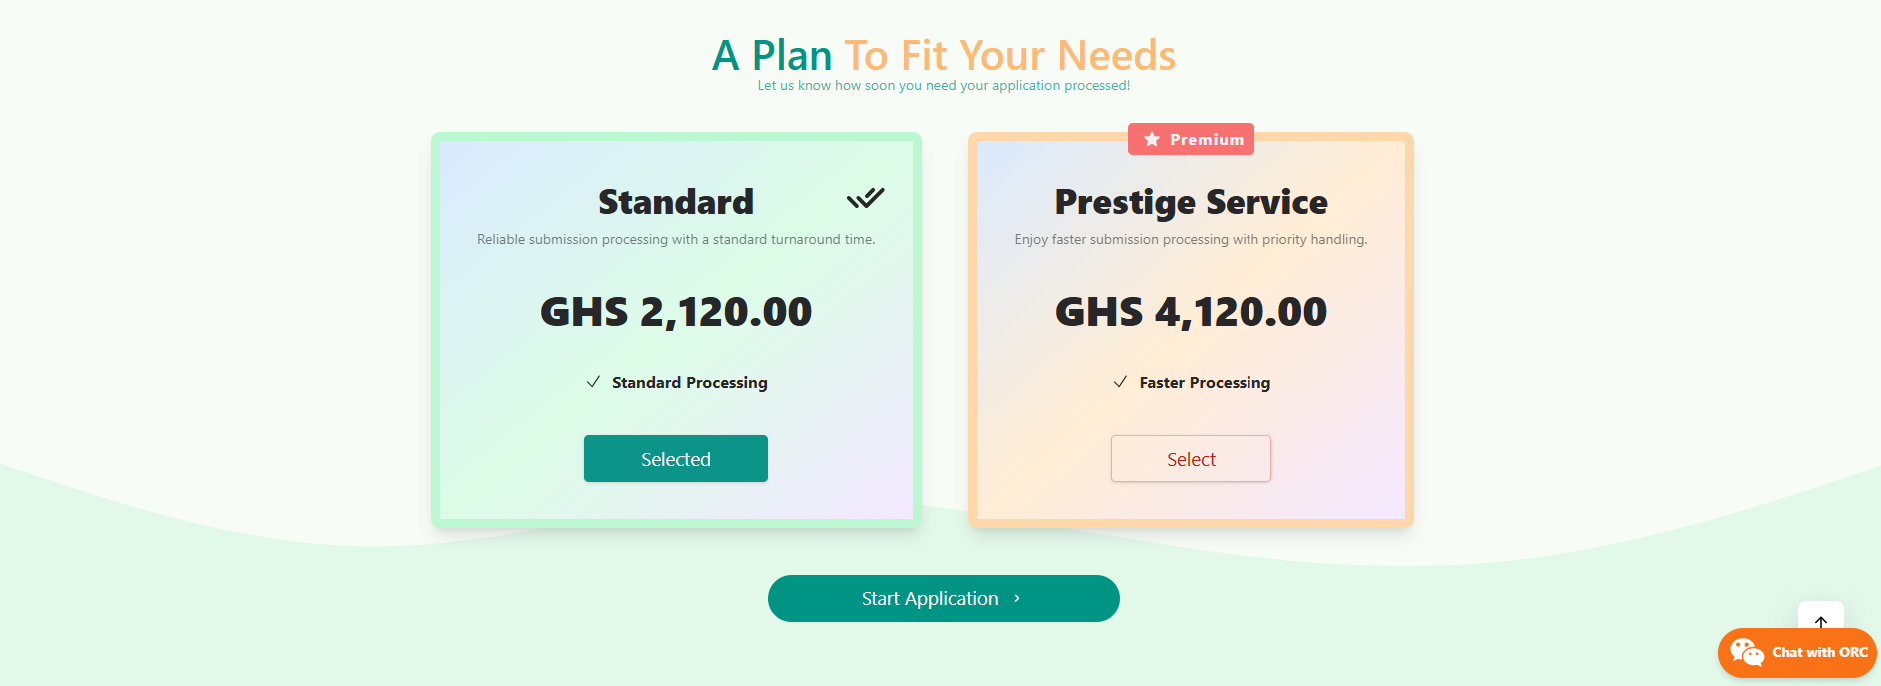 A Plan To Fit Your Needs
Let us know how soon you need your application processed!
Standard
Reliable submission processing with a standard turnaround time.
GHS 2,120.00
Standard Processing
Selected
Premium
Prestige Service
Enjoy faster submission processing with priority handling.
GHS 4,120.00
Faster Processing
Select
Start Application
Chat with ORC